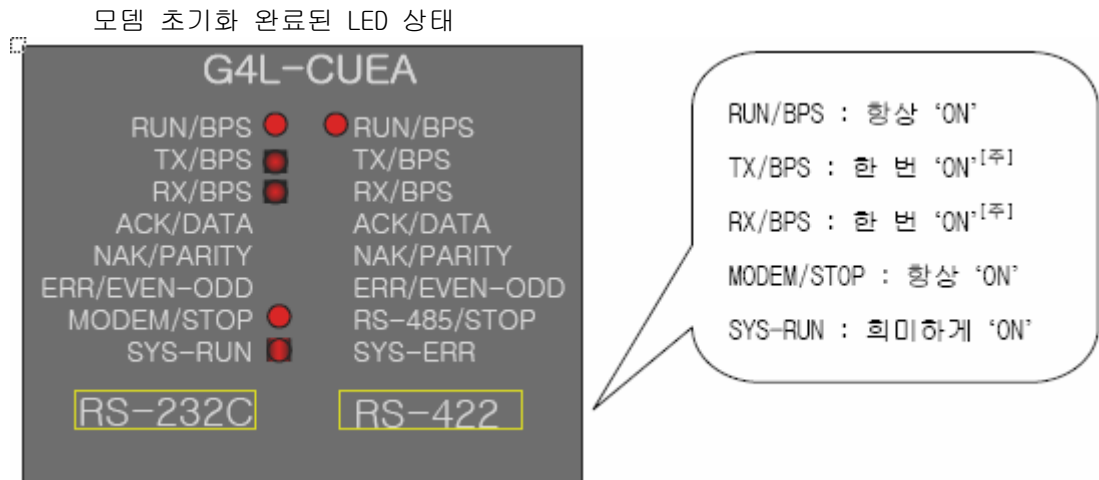 모뎀 초기화 완료된 LED 상태
G4L-CUEA
RUN/BPS RUN/BPS
TX/BPS TX/BPS
RX/BPS RX/BPS
ACK/DATA ACK/DATA
NAK/PARITY NAK/PARITY
ERR/EVEN-ODD ERR/EVEN-ODD
MODEM/STOP RS-485/STOP
SYS-RUN SYS-ERR
RS-232C RS-422
RUN/BPS : 항상 ‘ON’
TX/BPS : 한 번 ‘ON’[주]
RX/BPS : 한 번 ‘ON’[주]
MODEM/STOP : 항상 ‘ON’
SYS-RUN : 희미하게 ‘ON’